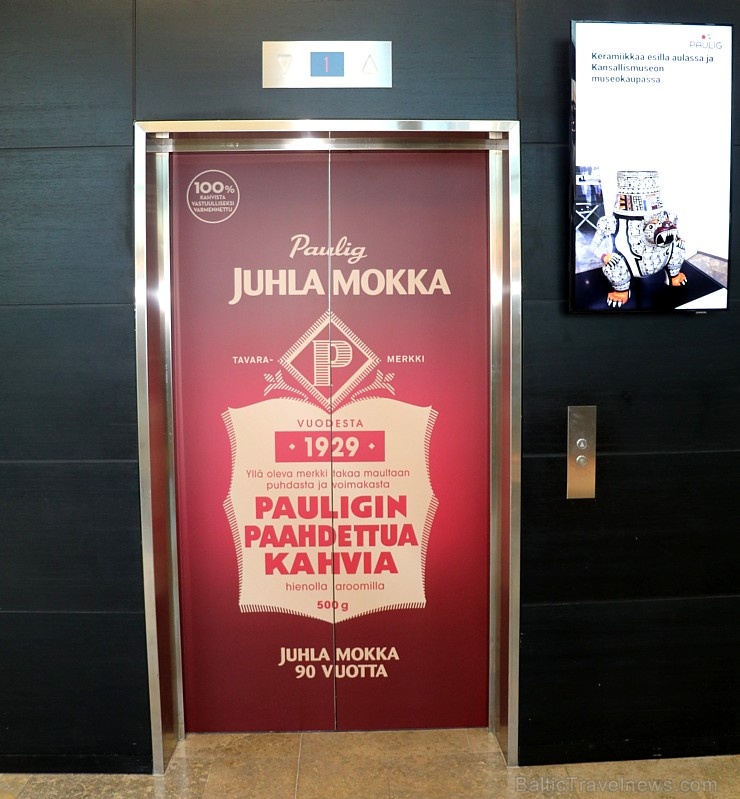 1
PAULIG
Keramiikkaa esillä aulassa ja
Kansallismuseon
museokaupassa
100%
KAHVISTA
VASTUULLISEKSI
VARMENNETTU
Paulig
JUHLA MOKKA
TAVARA- MERKKI
P
VUODESTA
• 1929 •
Yllä oleva merkki takaa maultaan
puhdasta ja voimakasta
PAULIGIN
PAAHDETTUA
KAHVIA
hienolla aroomilla
500 g
JUHLA MOKKA
90 VUOTTA
BalticTravelnews.com